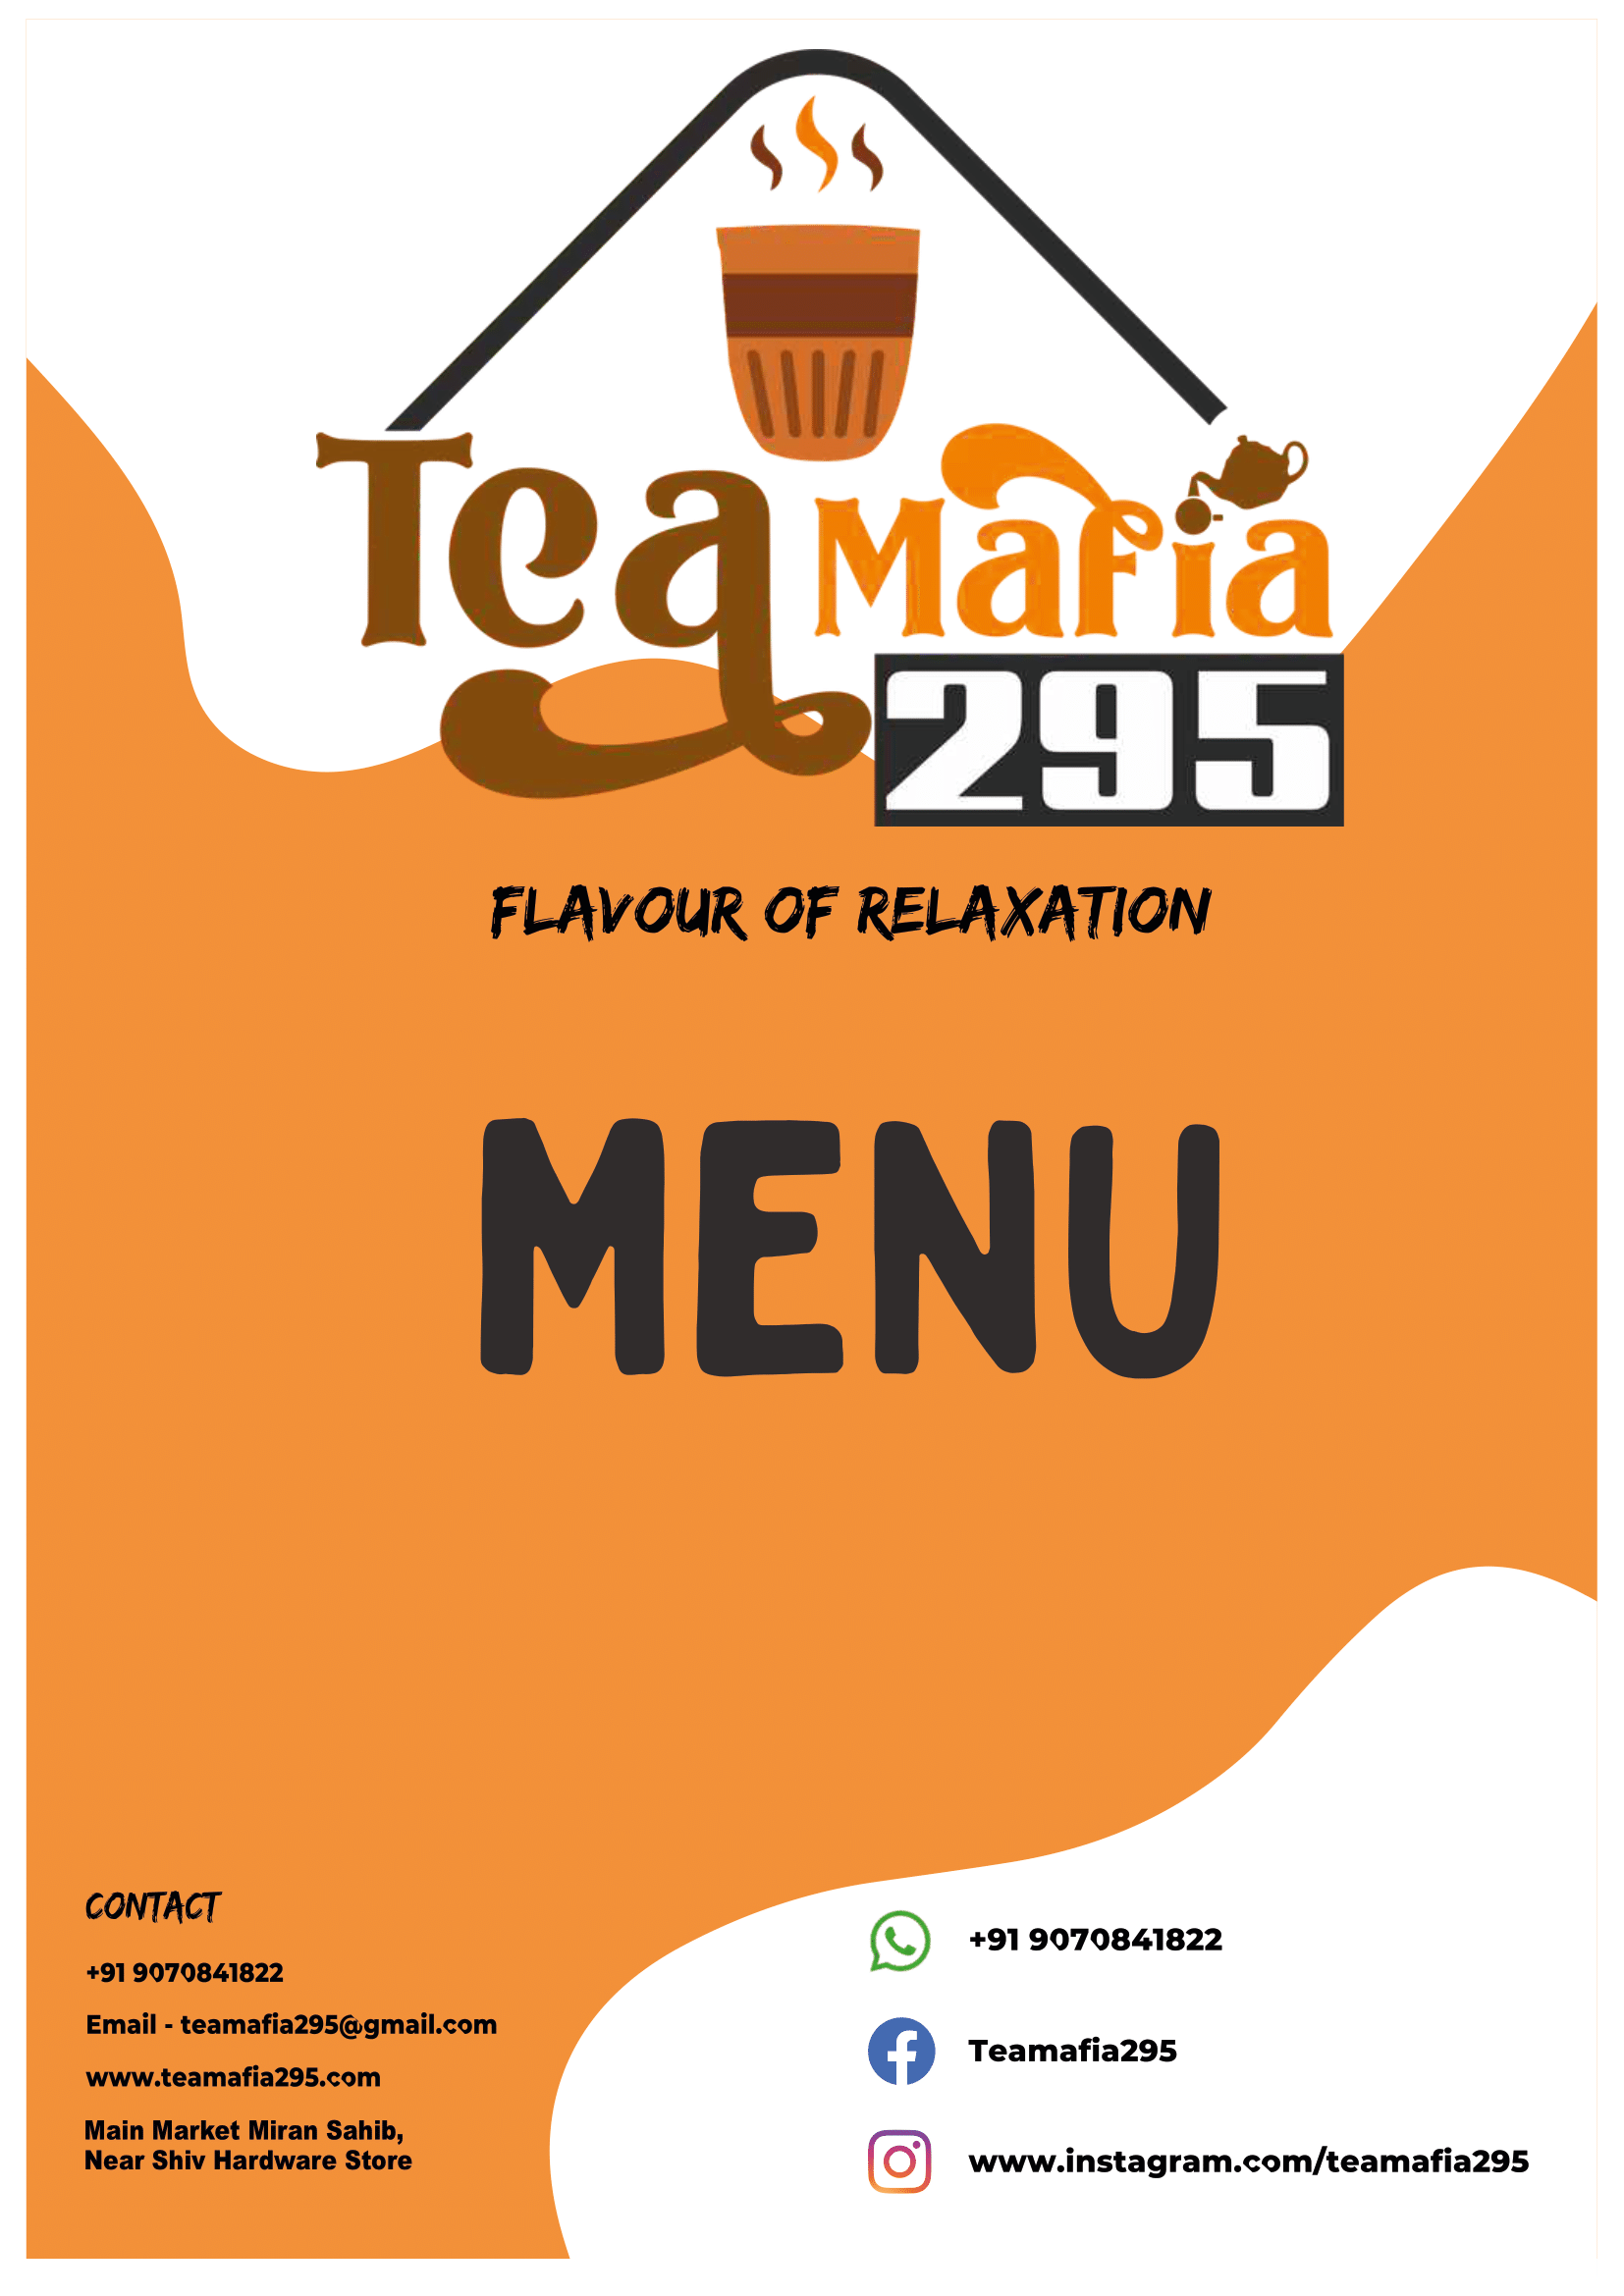 Tea Mafia
295
FLAVOUR OF RELAXATION
MENU
CONTACT
+91 9070841822
Email - teamafia295@gmail.com
www.teamafia295.com
Main Market Miran Sahib,
Near Shiv Hardware Store
+91 9070841822
Teamafia295
www.instagram.com/teamafia295